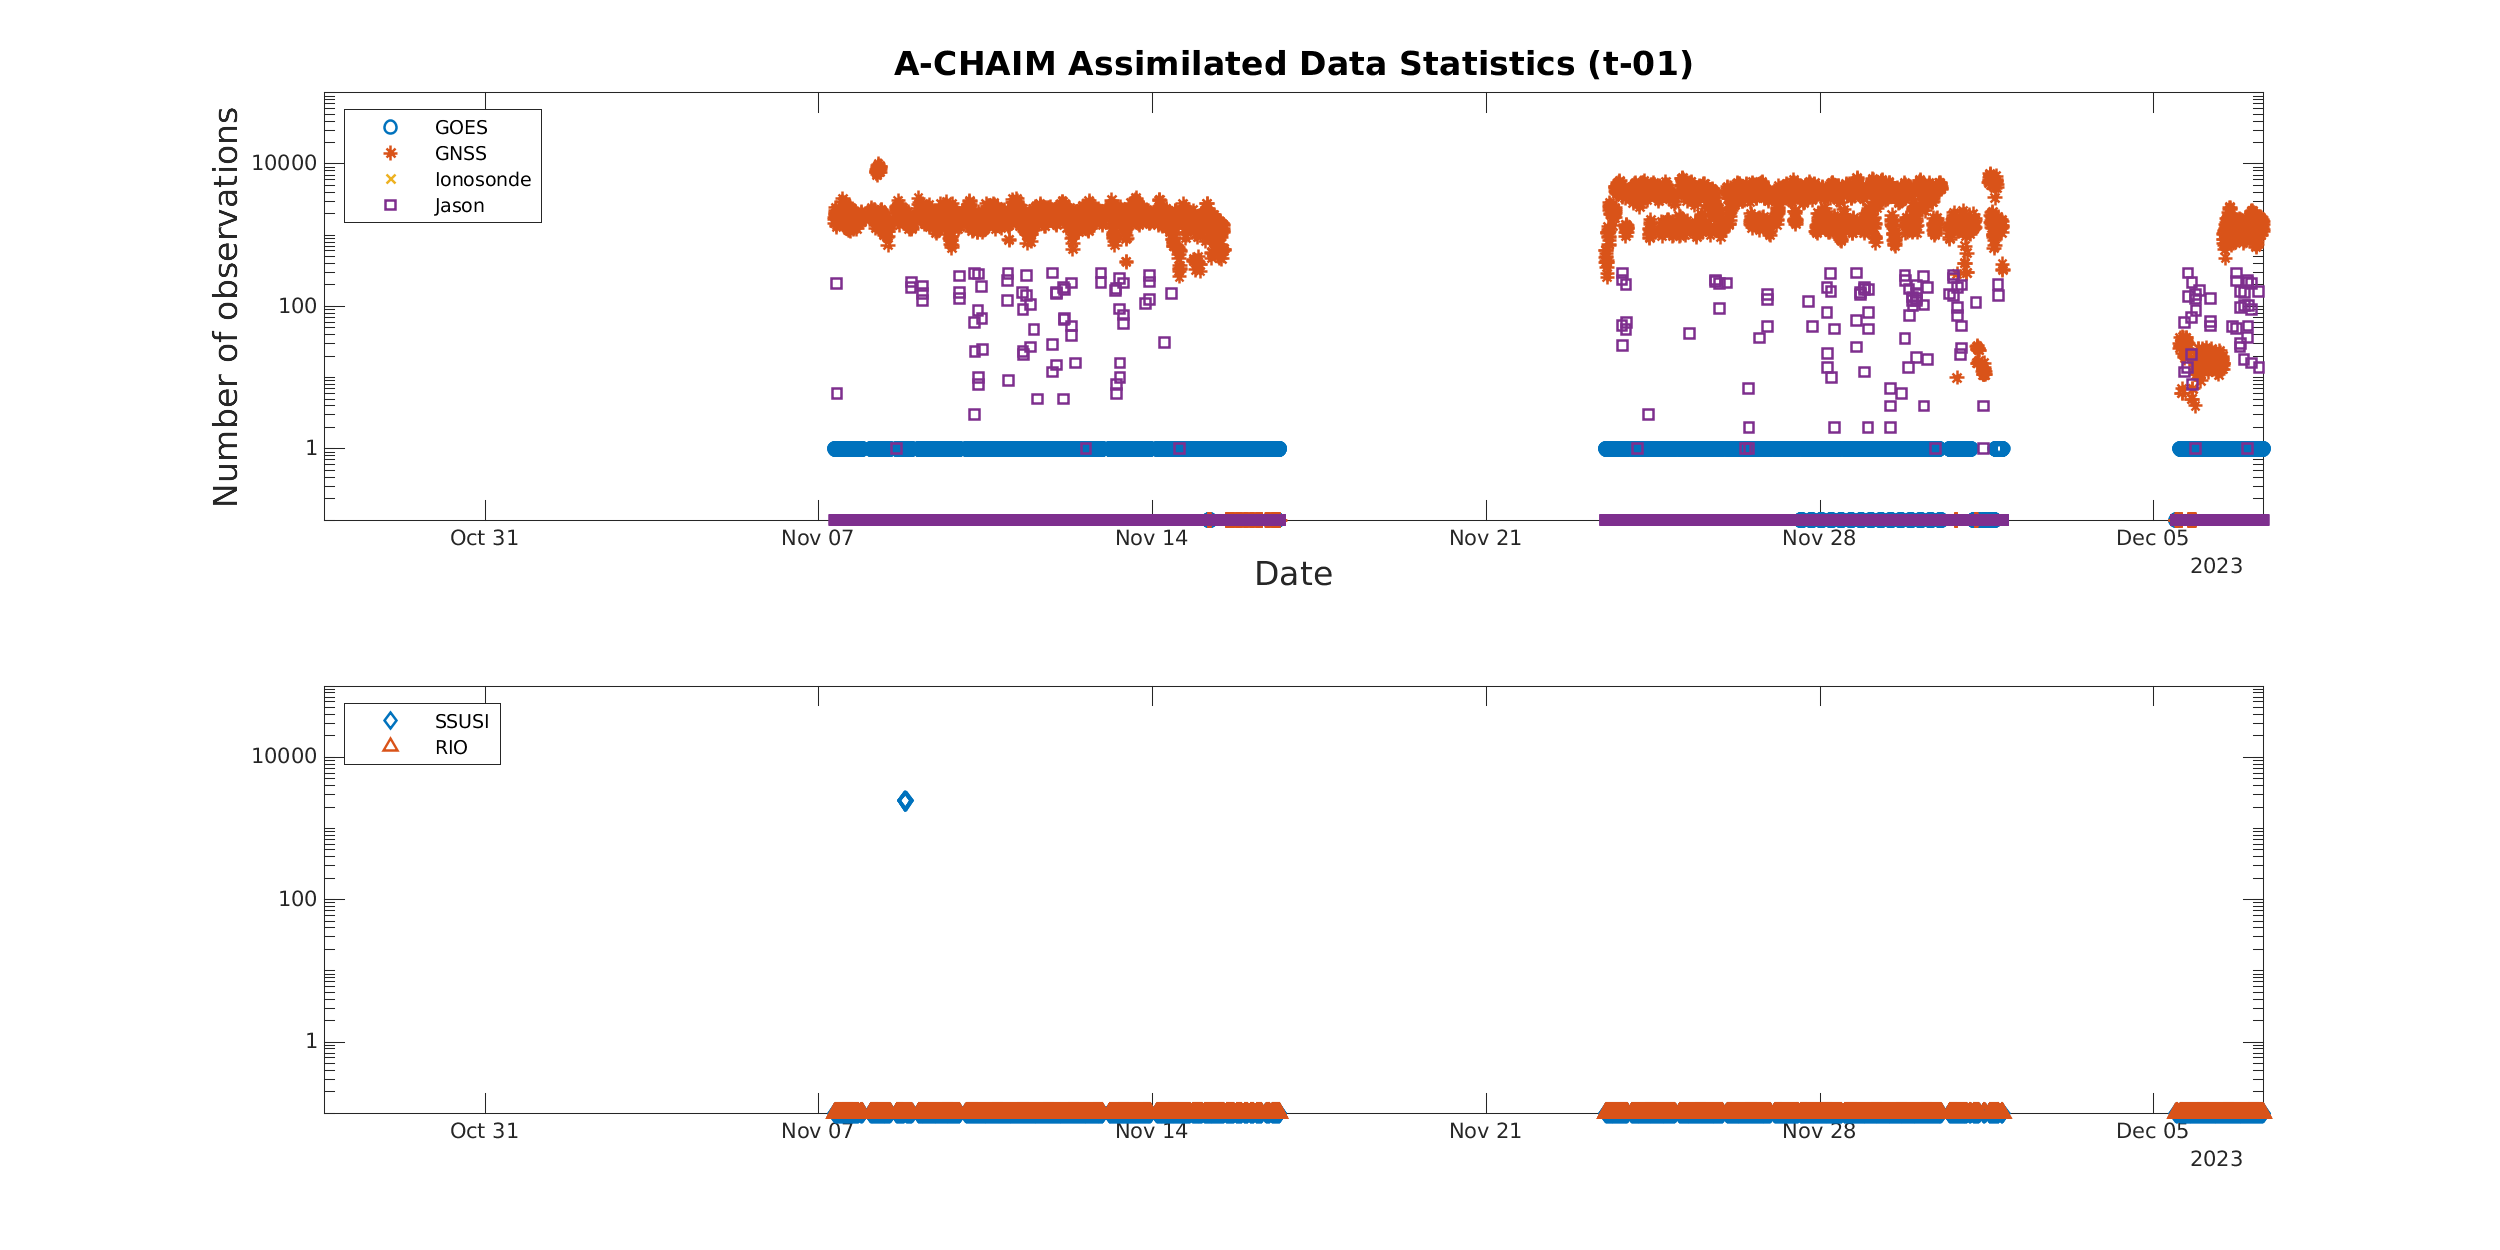 A-CHAIM Assimilated Data Statistics (t-01)
Number of observations
10000
100
1
GOES
GNSS
Ionosonde
Jason
Oct 31
Nov 07
Nov 14
Nov 21
Nov 28
Dec 05
2023
Date
10000
100
1
SSUSI
RIO
Oct 31
Nov 07
Nov 14
Nov 21
Nov 28
Dec 05
2023